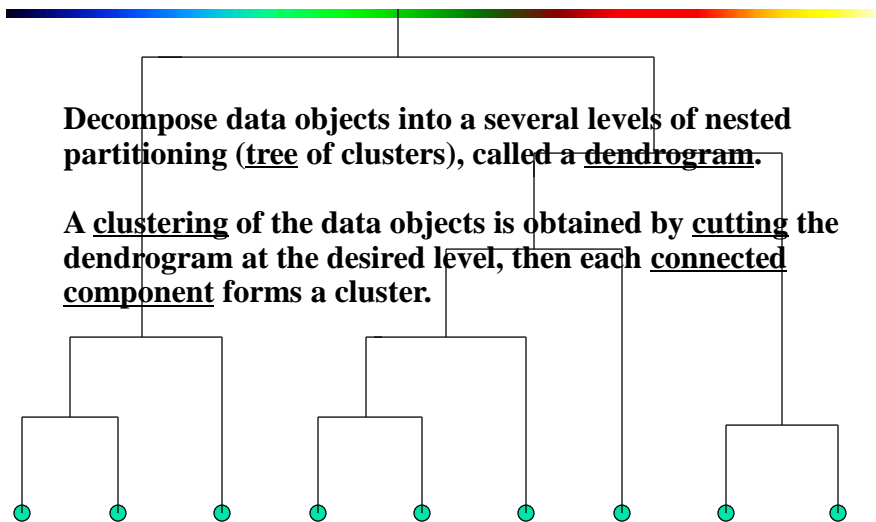 Decompose data objects into a several levels of nested
partitioning (tree of clusters), called a dendrogram.
A clustering of the data objects is obtained by cutting the
dendrogram at the desired level, then each connected
component forms a cluster.